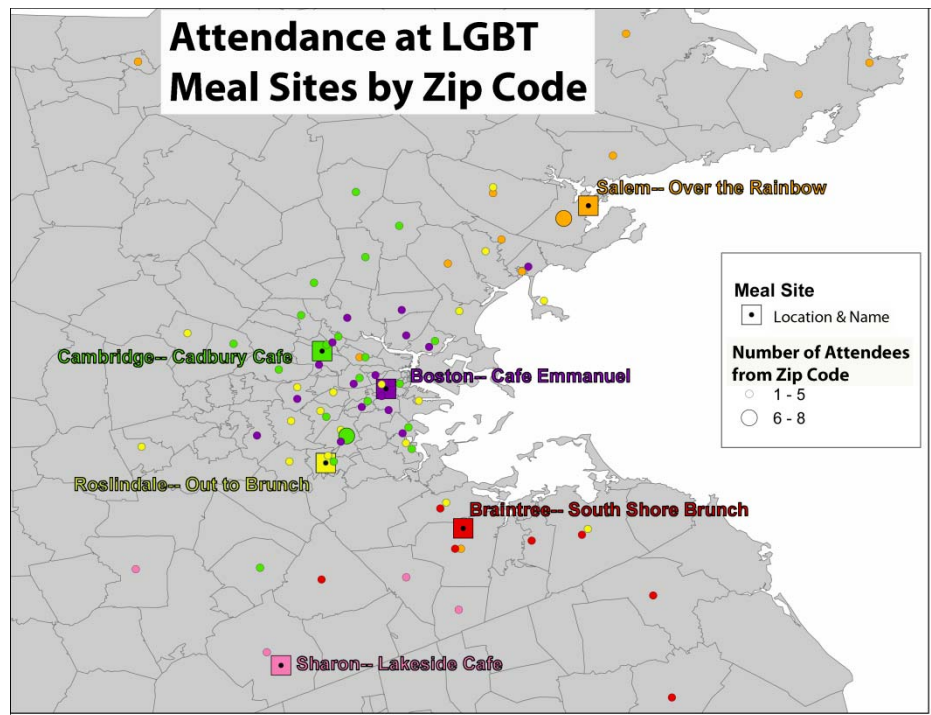 Attendance at LGBT
Meal Sites by Zip Code
Salem-- Over the Rainbow
Meal Site
Location & Name
Number of Attendees
from Zip Code
1 - 5
6 - 8
Cambridge-- Cadbury Cafe
Boston-- Cafe Emmanuel
Roslindale-- Out to Brunch
Braintree-- South Shore Brunch
Sharon-- Lakeside Cafe